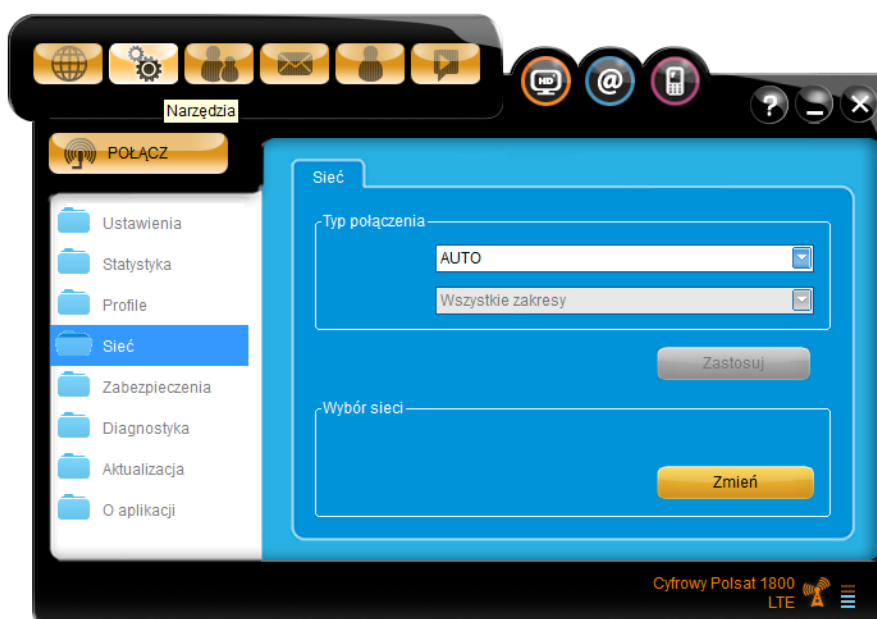 HD
@
Narzędzia
?
POŁĄCZ
Sieć
Ustawienia
Statystyka
Profile
Sieć
Zabezpieczenia
Diagnostyka
Aktualizacja
O aplikacji
Typ połączenia
AUTO
Wszystkie zakresy
Zastosuj
Wybór sieci
Zmień
Cyfrowy Polsat 1800
LTE